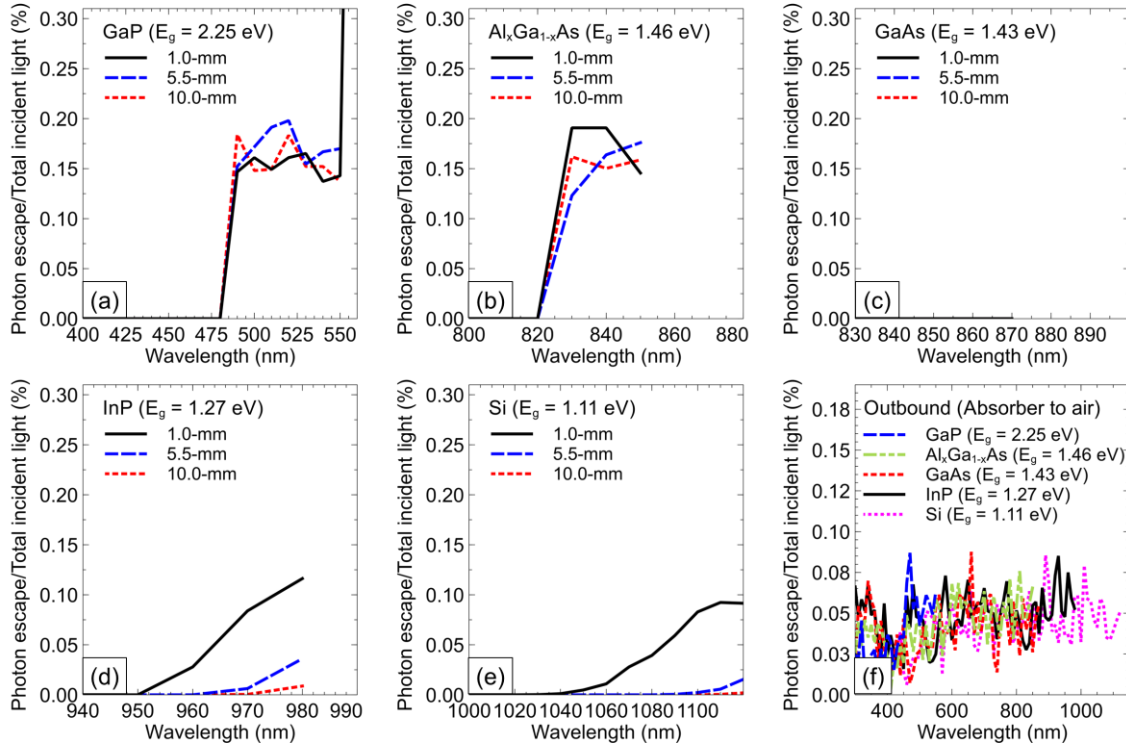 Photon escape/Total incident light (%)
0.30
0.25
0.20
0.15
0.10
0.05
0.00
GaP (Eg = 2.25 eV)
1.0-mm
5.5-mm
10.0-mm
(a)
400 425 450 475 500 525 550
Wavelength (nm)
Photon escape/Total incident light (%)
0.30
0.25
0.20
0.15
0.10
0.05
0.00
AlxGa1-xAs (Eg = 1.46 eV)
1.0-mm
5.5-mm
10.0-mm
(b)
800 820 840 860 880
Wavelength (nm)
Photon escape/Total incident light (%)
0.30
0.25
0.20
0.15
0.10
0.05
0.00
GaAs (Eg = 1.43 eV)
1.0-mm
5.5-mm
10.0-mm
(c)
830 840 850 860 870 880 890
Wavelength (nm)
Photon escape/Total incident light (%)
0.30
0.25
0.20
0.15
0.10
0.05
0.00
InP (Eg = 1.27 eV)
1.0-mm
5.5-mm
10.0-mm
(d)
940 950 960 970 980 990
Wavelength (nm)
Photon escape/Total incident light (%)
0.30
0.25
0.20
0.15
0.10
0.05
0.00
Si (Eg = 1.11 eV)
1.0-mm
5.5-mm
10.0-mm
(e)
1000 1020 1040 1060 1080 1100
Wavelength (nm)
Photon escape/Total incident light (%)
0.18
0.15
0.13
0.10
0.08
0.05
0.03
0.00
Outbound (Absorber to air)
GaP (Eg = 2.25 eV)
AlxGa1-xAs (Eg = 1.46 eV)
GaAs (Eg = 1.43 eV)
InP (Eg = 1.27 eV)
Si (Eg = 1.11 eV)
(f)
400 600 800 1000
Wavelength (nm)